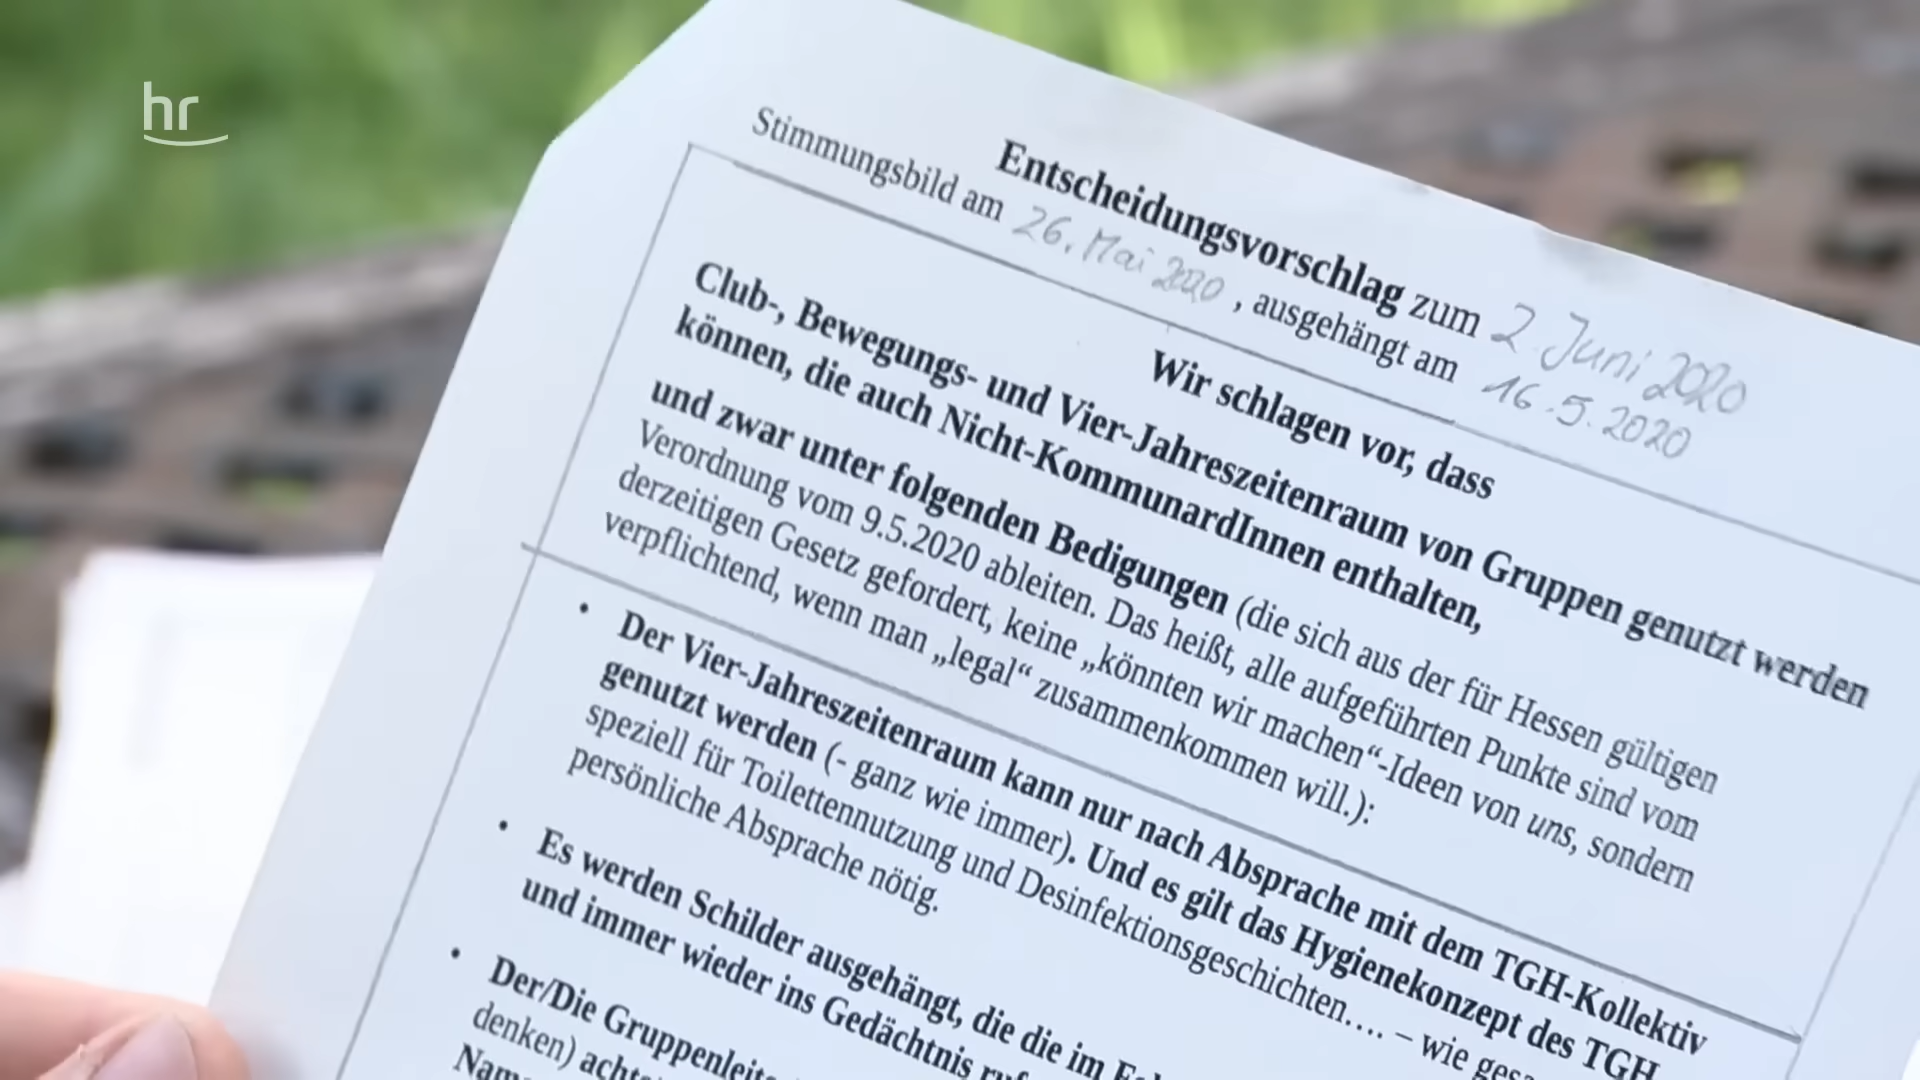 hr
Entscheidungsvorschlag zum 2. Juni 2020
Stimmungsbild am 26. Mai 2020, ausgehängt am 16.5.2020
Wir schlagen vor, dass
Club-, Bewegungs- und Vier-Jahreszeitenraum von Gruppen genutzt werden
können, die auch Nicht-KommunardInnen enthalten,
und zwar unter folgenden Bedigungen (die sich aus der für Hessen gültigen
Verordnung vom 9.5.2020 ableiten. Das heißt, alle aufgeführten Punkte sind vom
derzeitigen Gesetz gefordert, keine „könnten wir machen“-Ideen von uns, sondern
verpflichtend, wenn man „legal“ zusammenkommen will.):
• Der Vier-Jahreszeitenraum kann nur nach Absprache mit dem TGH-Kollektiv
genutzt werden (- ganz wie immer). Und es gilt das Hygienekonzept des TGH
speziell für Toilettennutzung und Desinfektionsgeschichten…. – wie
persönliche Absprache nötig.
• Es werden Schilder ausgehängt, die die im
und immer wieder ins Gedächtnis
• Der/Die
denken)